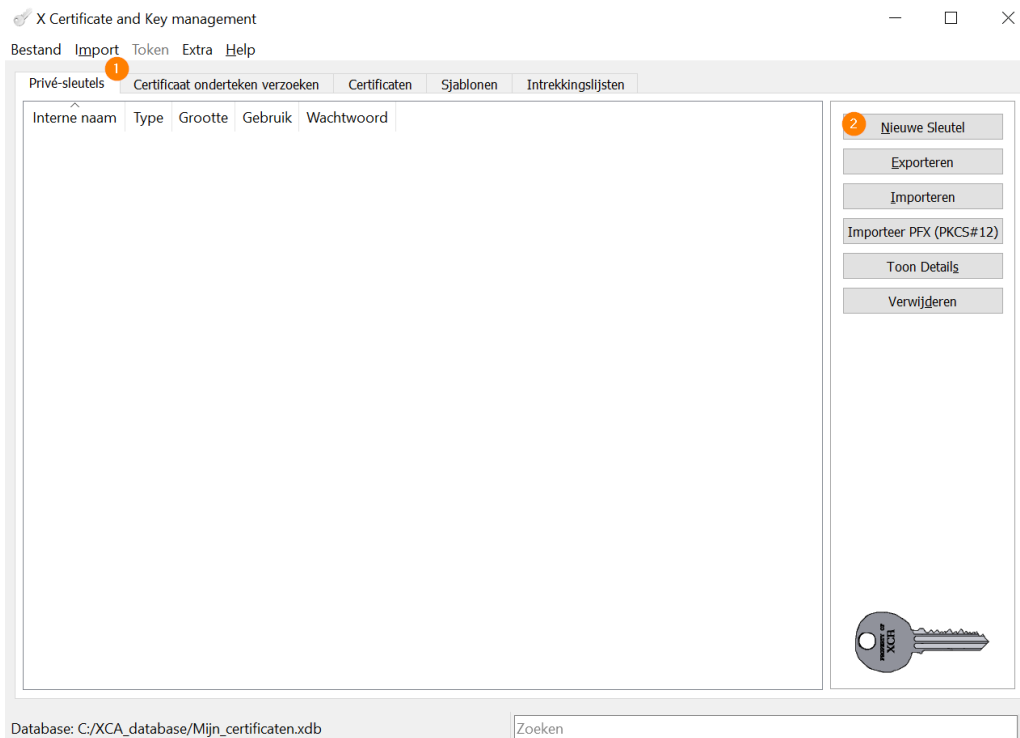 X Certificate and Key management
Bestand Import Token Extra Help
1
Privé-sleutels Certificaat onderteken verzoeken Certificaten Sjablonen Intrekkingslijsten
Interne naam Type Grootte Gebruik Wachtwoord
2 Nieuwe Sleutel
Exporteren
Importeren
Importeer PFX (PKCS#12)
Toon Details
Verwijderen
PROPERTY OF
XCA
Database: C:/XCA_database/Mijn_certificaten.xdb Zoeken